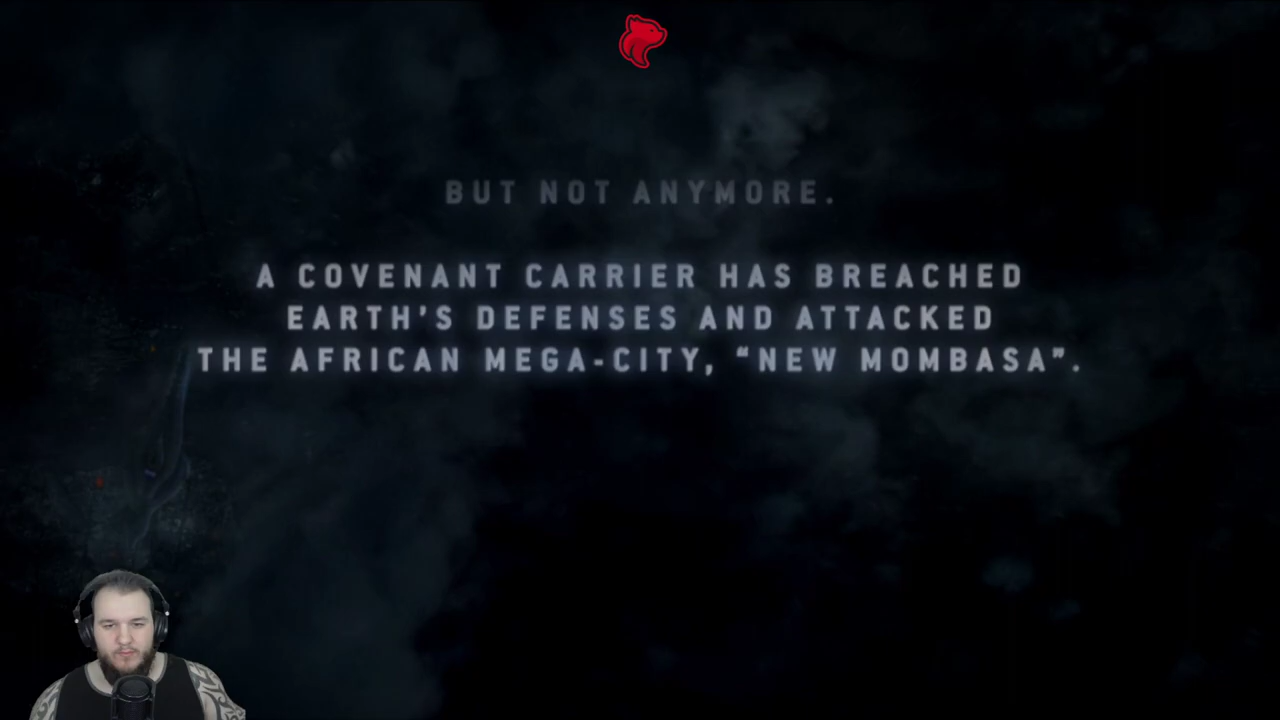 BUT NOT ANYMORE.
A COVENANT CARRIER HAS BREACHED
EARTH'S DEFENSES AND ATTACKED
THE AFRICAN MEGA-CITY, “NEW MOMBASA”.